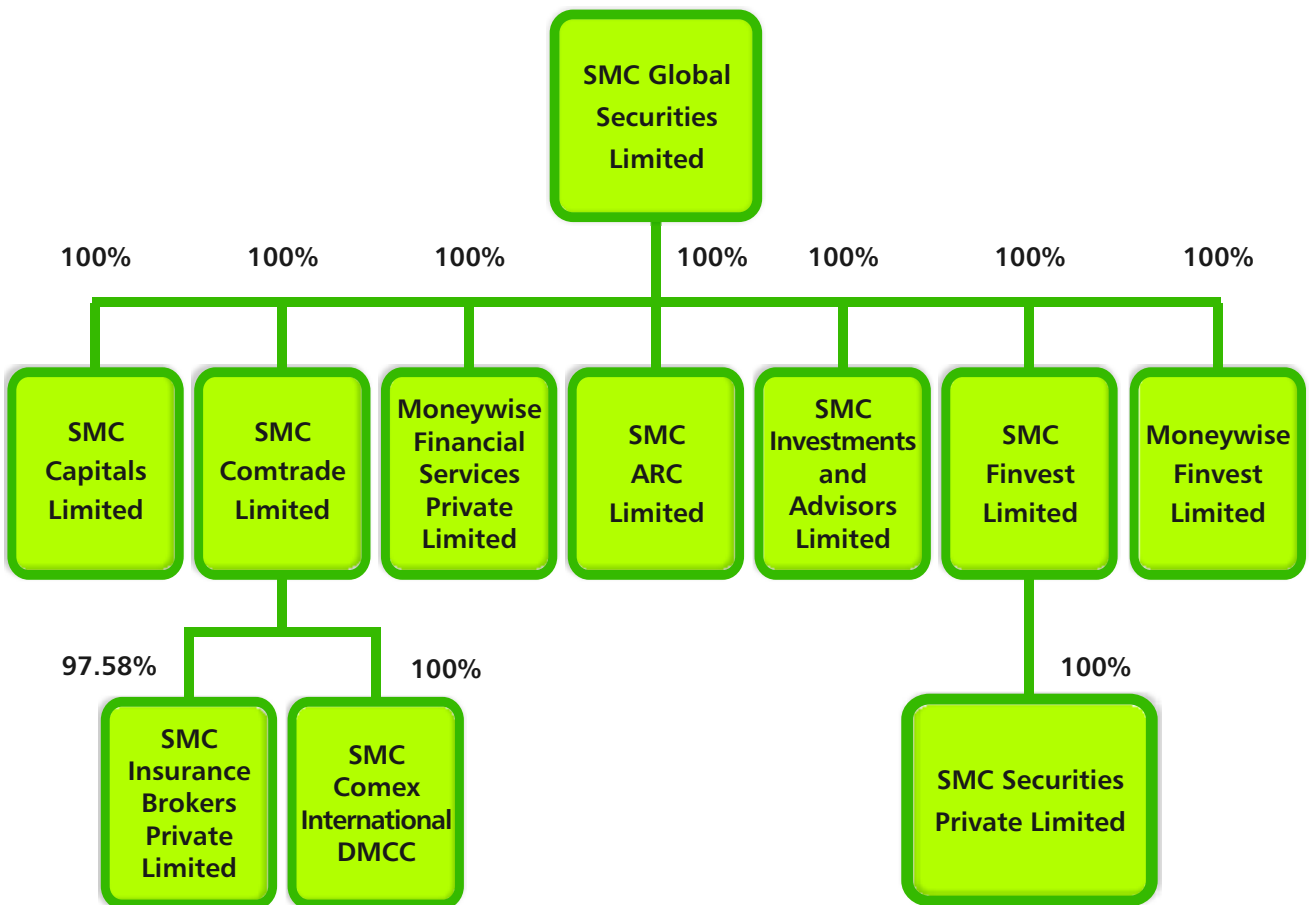 SMC Global
Securities
Limited
100%
100%
100%
100%
100%
100%
100%
SMC
Capitals
Limited
SMC
Comtrade
Limited
Moneywise
Financial
Services
Private
Limited
SMC
ARC
Limited
SMC
Investments
and
Advisors
Limited
SMC
Finvest
Limited
Moneywise
Finvest
Limited
97.58%
100%
100%
SMC
Insurance
Brokers
Private
Limited
SMC
Comex
International
DMCC
SMC Securities
Private Limited